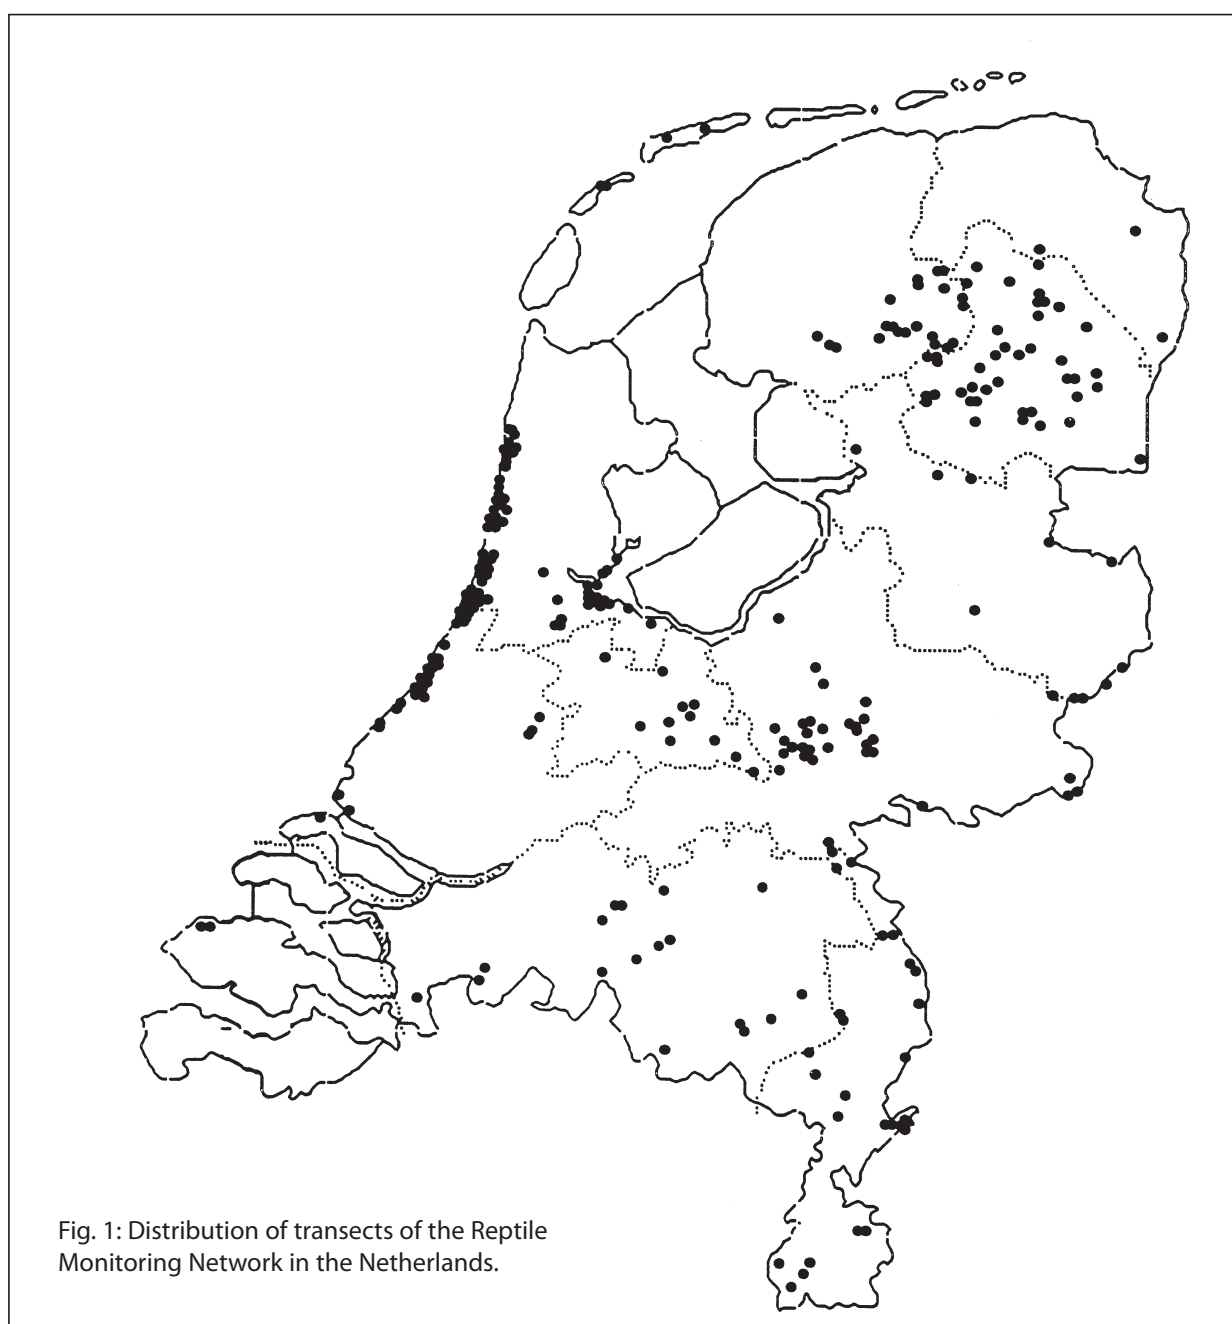 Fig. 1: Distribution of transects of the Reptile
Monitoring Network in the Netherlands.